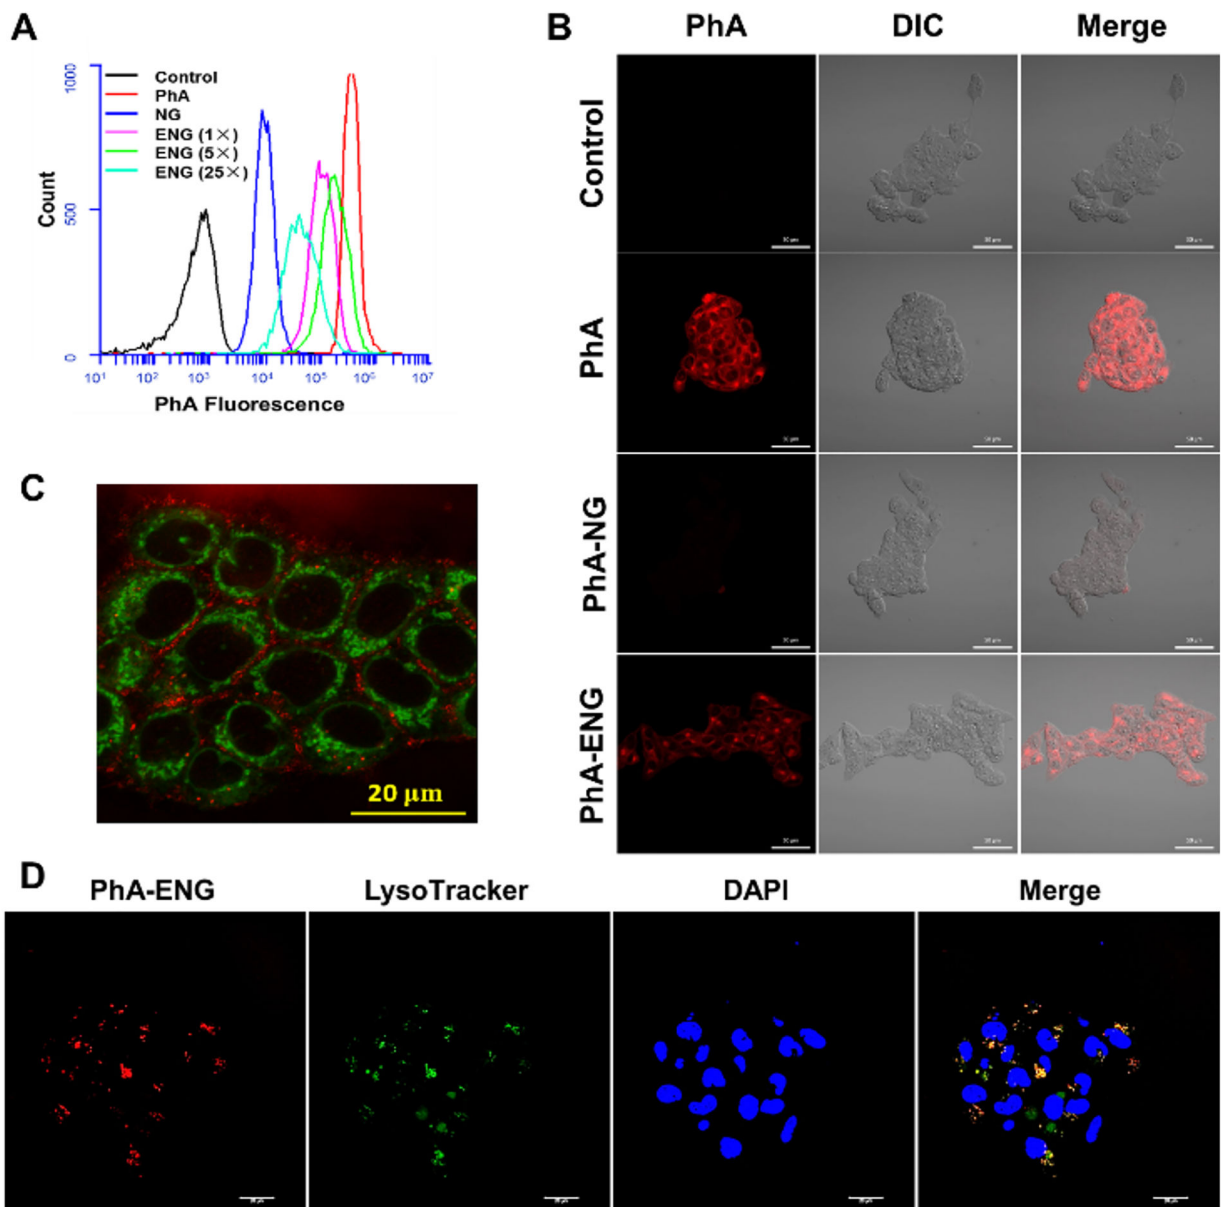 A
1000
500
0
Count
Control
PhA
NG
ENG (1×)
ENG (5×)
ENG (25×)
10¹ 10² 10³ 10⁴ 10⁵ 10⁶ 10⁷
PhA Fluorescence
B
PhA DIC Merge
Control
PhA
PhA-NG
PhA-ENG
C
20 µm
D
PhA-ENG LysoTracker DAPI Merge